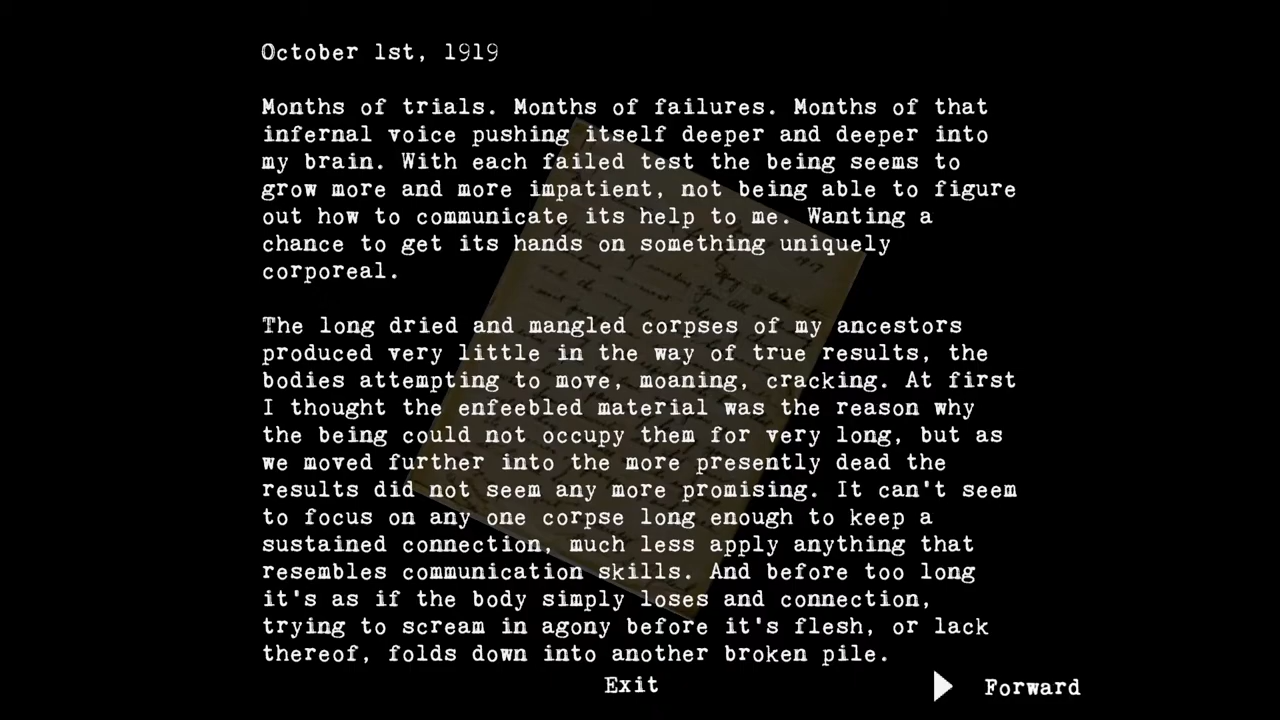 October 1st, 1919
Months of trials. Months of failures. Months of that
infernal voice pushing itself deeper and deeper into
my brain. With each failed test the being seems to
grow more and more impatient, not being able to figure
out how to communicate its help to me. Wanting a
chance to get its hands on something uniquely
corporeal.
The long dried and mangled corpses of my ancestors
produced very little in the way of true results, the
bodies attempting to move, moaning, cracking. At first
I thought the enfeebled material was the reason why
the being could not occupy them for very long, but as
we moved further into the more presently dead the
results did not seem any more promising. It can't seem
to focus on any one corpse long enough to keep a
sustained connection, much less apply anything that
resembles communication skills. And before too long
it's as if the body simply loses and connection,
trying to scream in agony before it's flesh, or lack
thereof, folds down into another broken pile.
Exit
Forward